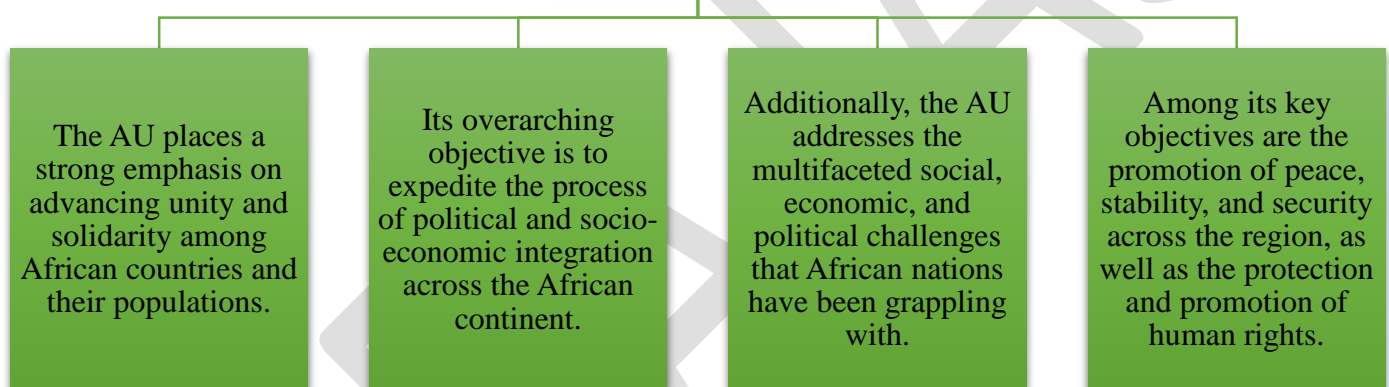 The AU places a
strong emphasis on
advancing unity and
solidarity among
African countries and
their populations.
Its overarching
objective is to
expedite the process
of political and socio-
economic integration
across the African
continent.
Additionally, the AU
addresses the
multifaceted social,
economic, and
political challenges
that African nations
have been grappling
with.
Among its key
objectives are the
promotion of peace,
stability, and security
across the region, as
well as the protection
and promotion of
human rights.